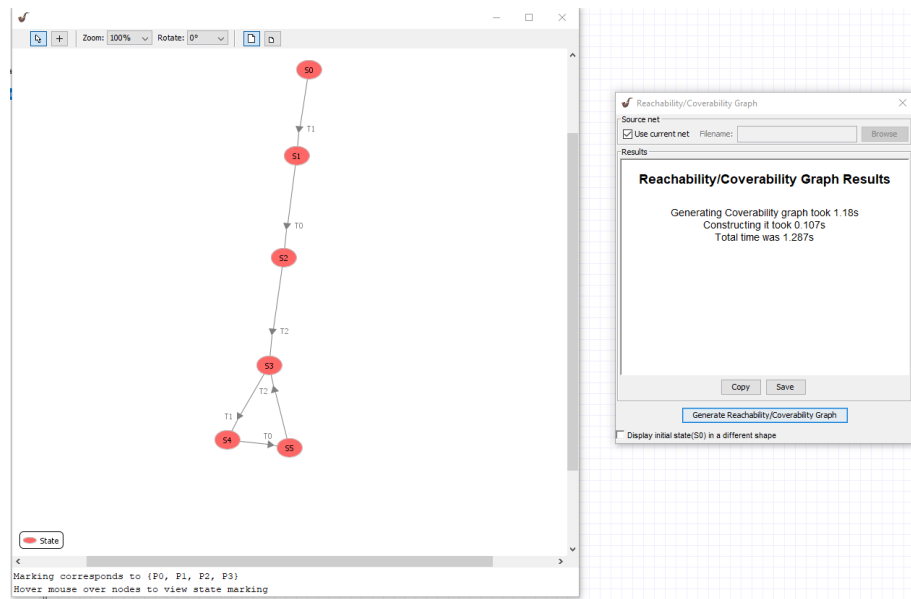 Zoom: 100% Rotate: 0°
S0
T1
S1
T0
S2
T2
S3
T2
T1
S4
T0
S5
State
Marking corresponds to {P0, P1, P2, P3}
Hover mouse over nodes to view state marking
Reachability/Coverability Graph
Source net
Use current net Filename: Browse
Results
Reachability/Coverability Graph Results
Generating Coverability graph took 1.18s
Constructing it took 0.107s
Total time was 1.287s
Copy Save
Generate Reachability/Coverability Graph
Display initial state(S0) in a different shape